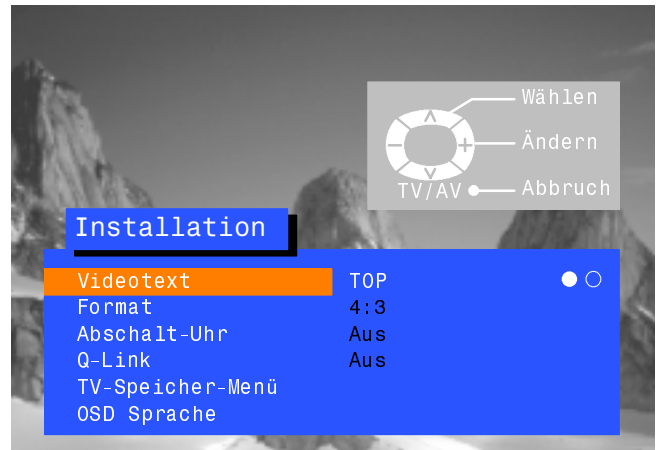 Wählen
Ändern
TV/AV Abbruch
Installation
Videotext TOP
Format 4:3
Abschalt-Uhr Aus
Q-Link Aus
TV-Speicher-Menü
OSD Sprache